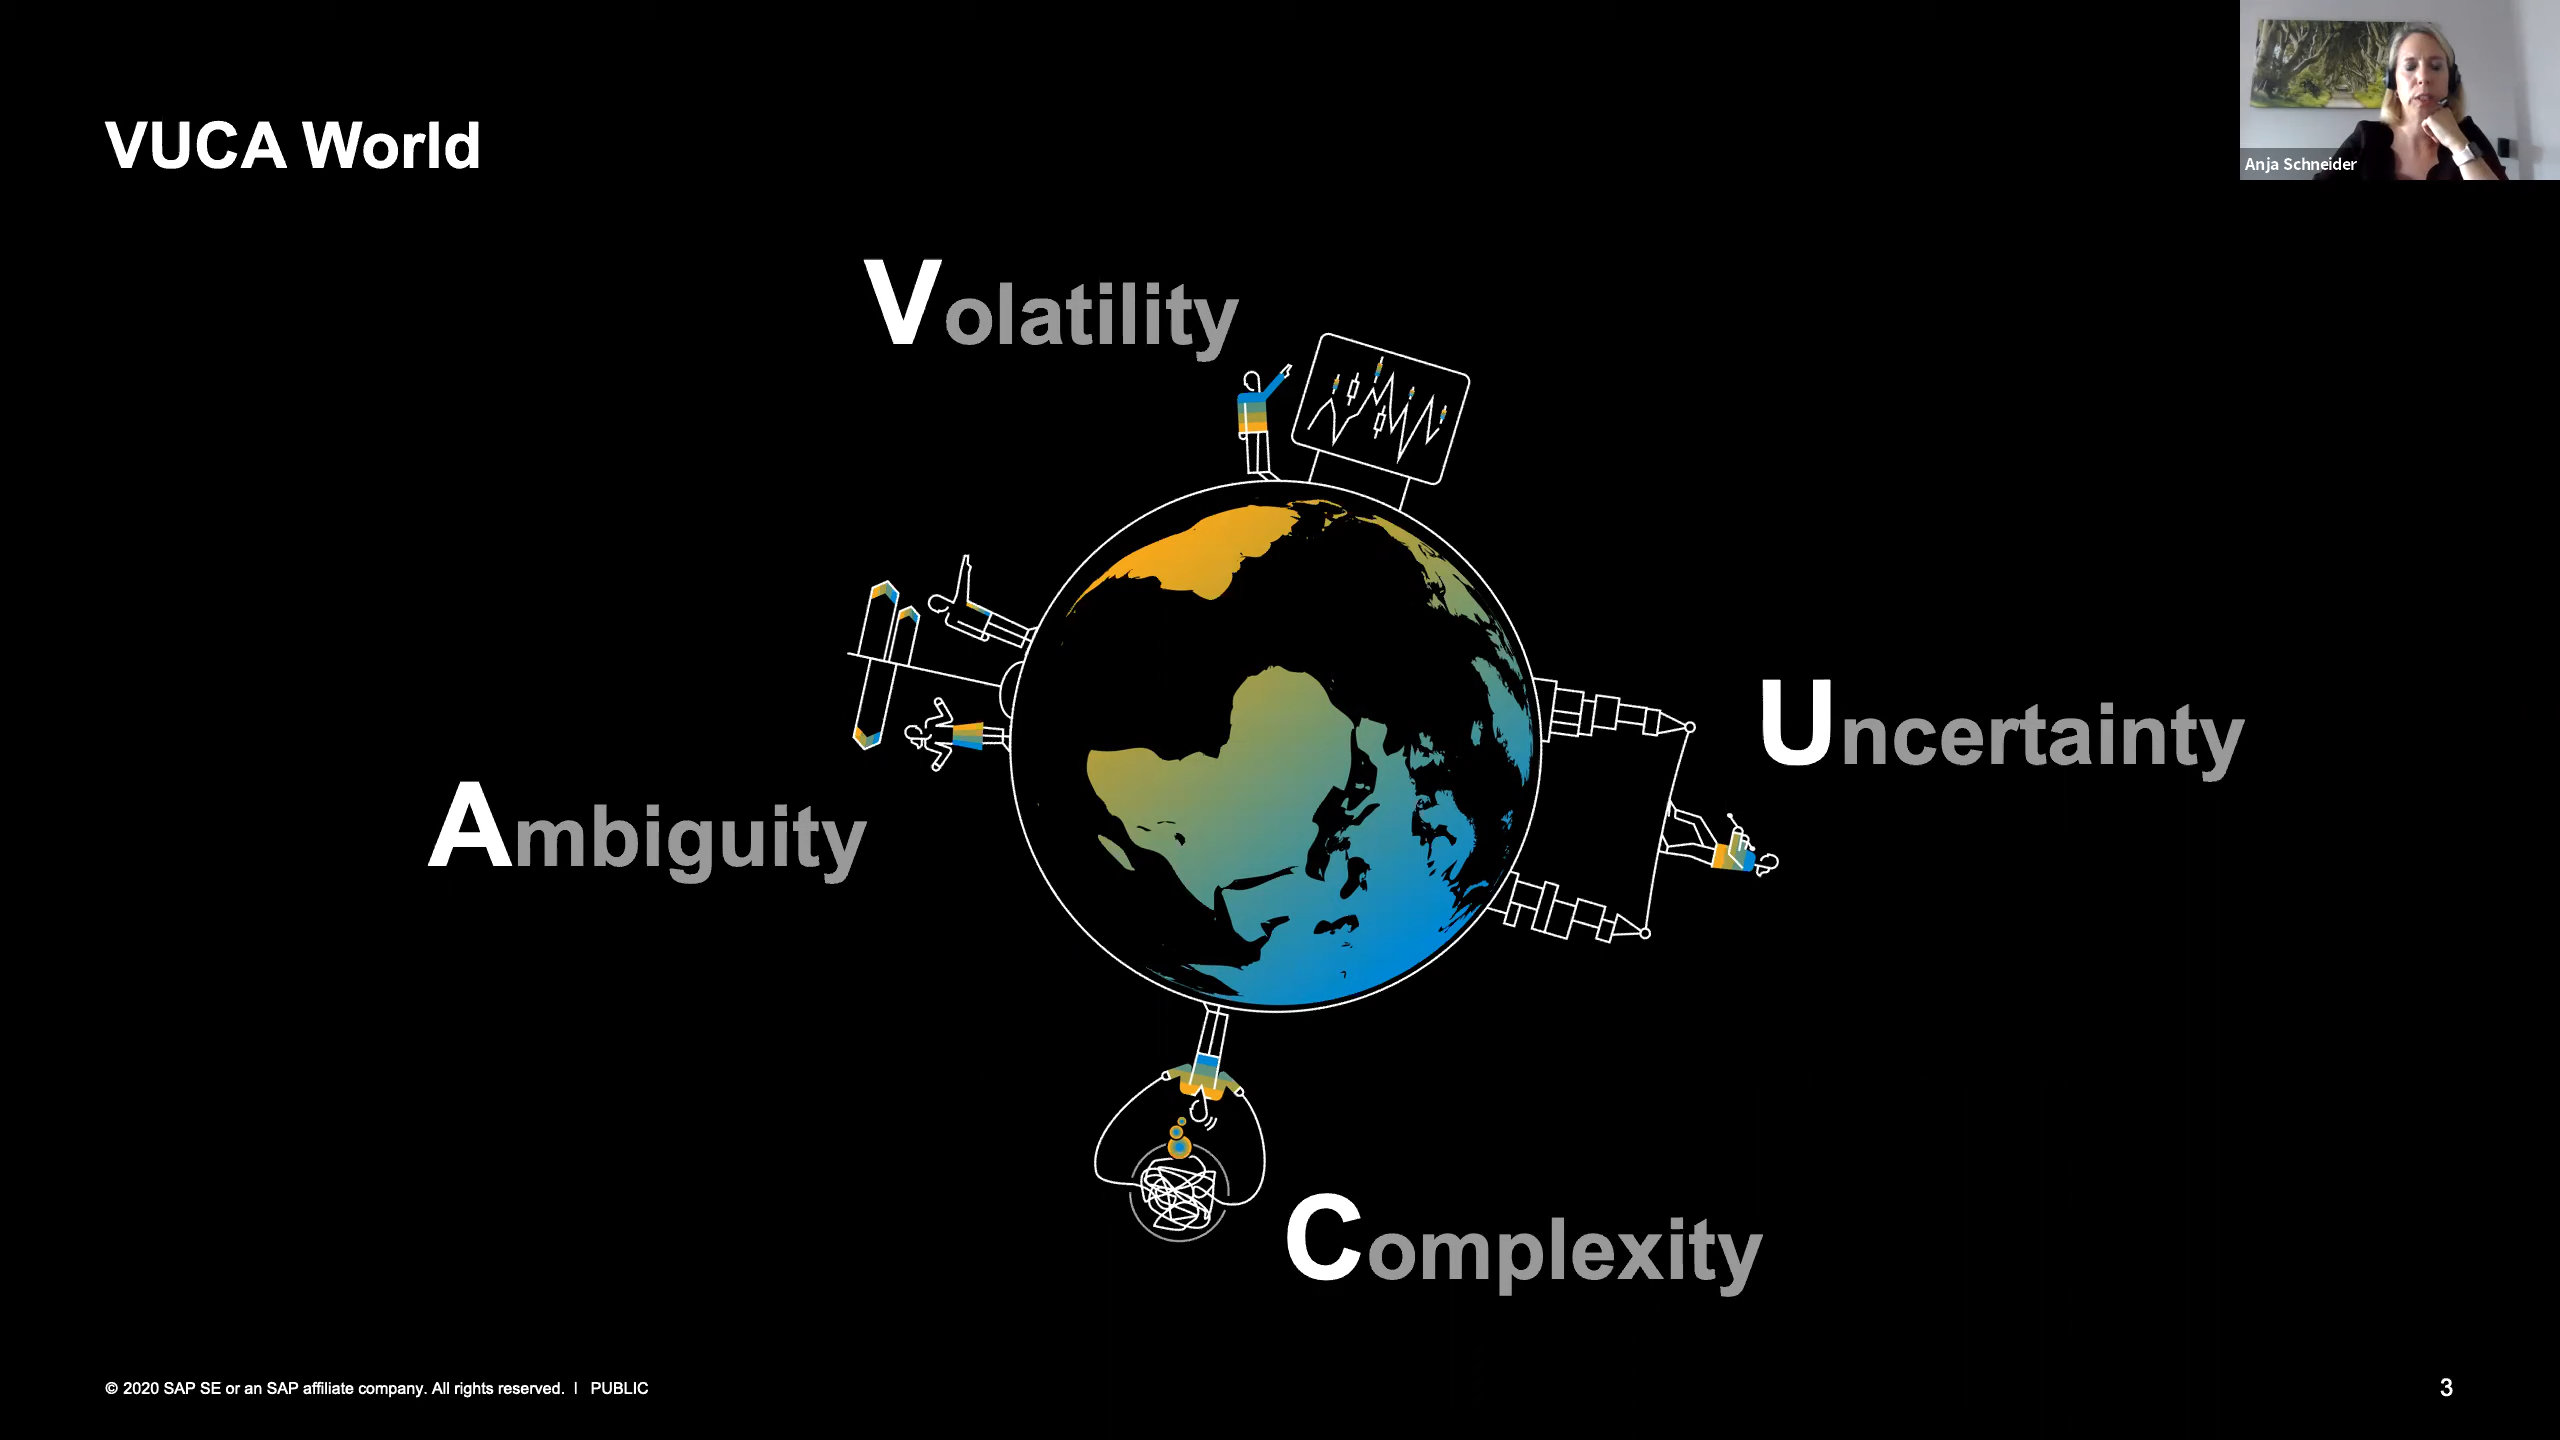 VUCA World
Anja Schneider
Volatility
Uncertainty
Ambiguity
Complexity
© 2020 SAP SE or an SAP affiliate company. All rights reserved. | PUBLIC
3